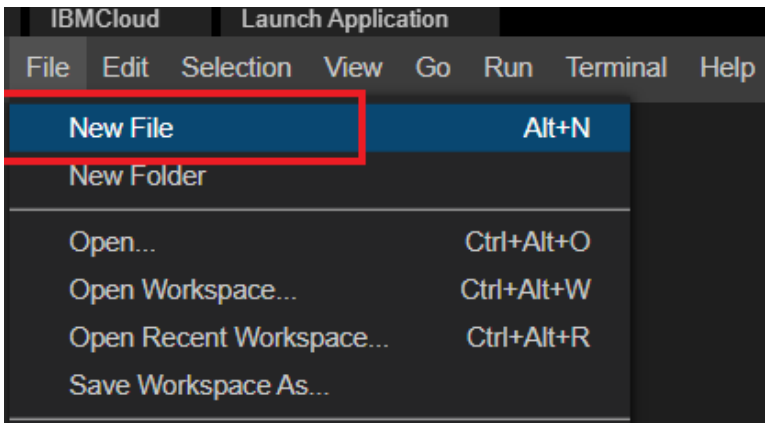 IBMCloud Launch Application
File Edit Selection View Go Run Terminal Help
New File Alt+N
New Folder
Open... Ctrl+Alt+O
Open Workspace... Ctrl+Alt+W
Open Recent Workspace... Ctrl+Alt+R
Save Workspace As...